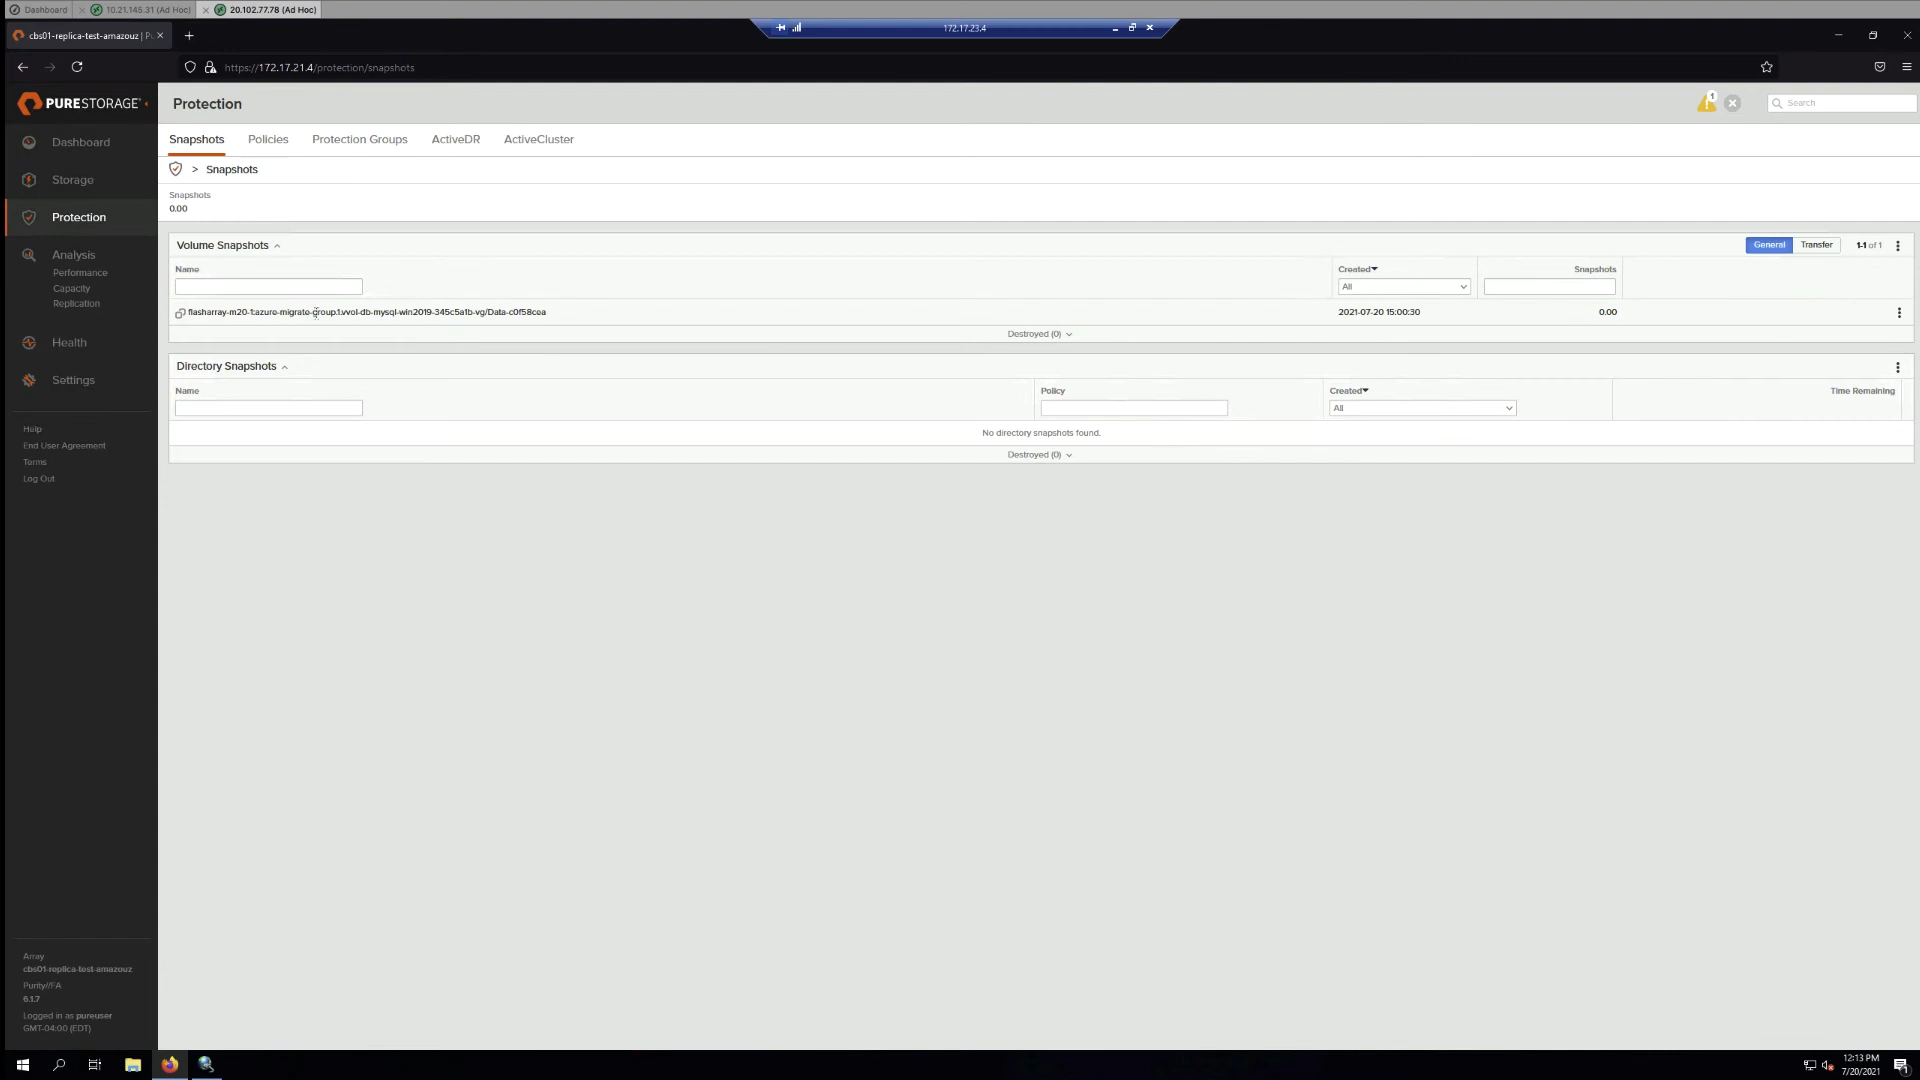 Dashboard
10.21.145.31 (Ad Hoc)
20.102.77.78 (Ad Hoc)
cbs01-replica-test-amazouz | P
172.17.23.4
https://172.17.21.4/protection/snapshots
PURESTORAGE
Protection
1
Search
Dashboard
Storage
Protection
Analysis
Performance
Capacity
Replication
Health
Settings
Help
End User Agreement
Terms
Log Out
Snapshots Policies Protection Groups ActiveDR ActiveCluster
> Snapshots
Snapshots
0.00
Volume Snapshots
General Transfer 1-1 of 1
Name Created Snapshots
All
flasharray-m20-1:azure-migrate-group.1.vvol-db-mysql-win2019-345c5a1b-vg/Data-c0f58cea 2021-07-20 15:00:30 0.00
Destroyed (0)
Directory Snapshots
Name Policy Created Time Remaining
All
No directory snapshots found.
Destroyed (0)
Array
cbs01-replica-test-amazouz
Purity//FA
6.1.7
Logged in as pureuser
GMT-04:00 (EDT)
12:13 PM
7/20/2021
1